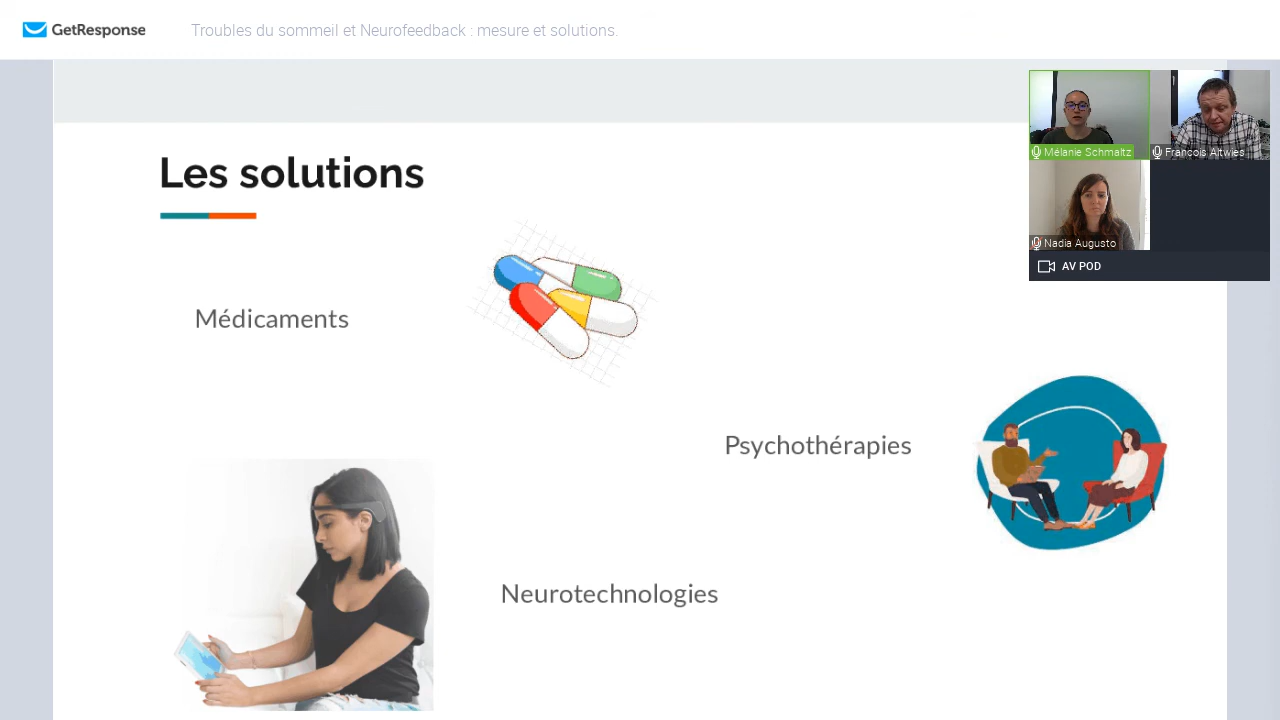 GetResponse
Troubles du sommeil et Neurofeedback : mesure et solutions.
Les solutions
Mélanie Schmaltz
François Altwies
Nadia Augusto
AV POD
Médicaments
Psychothérapies
Neurotechnologies